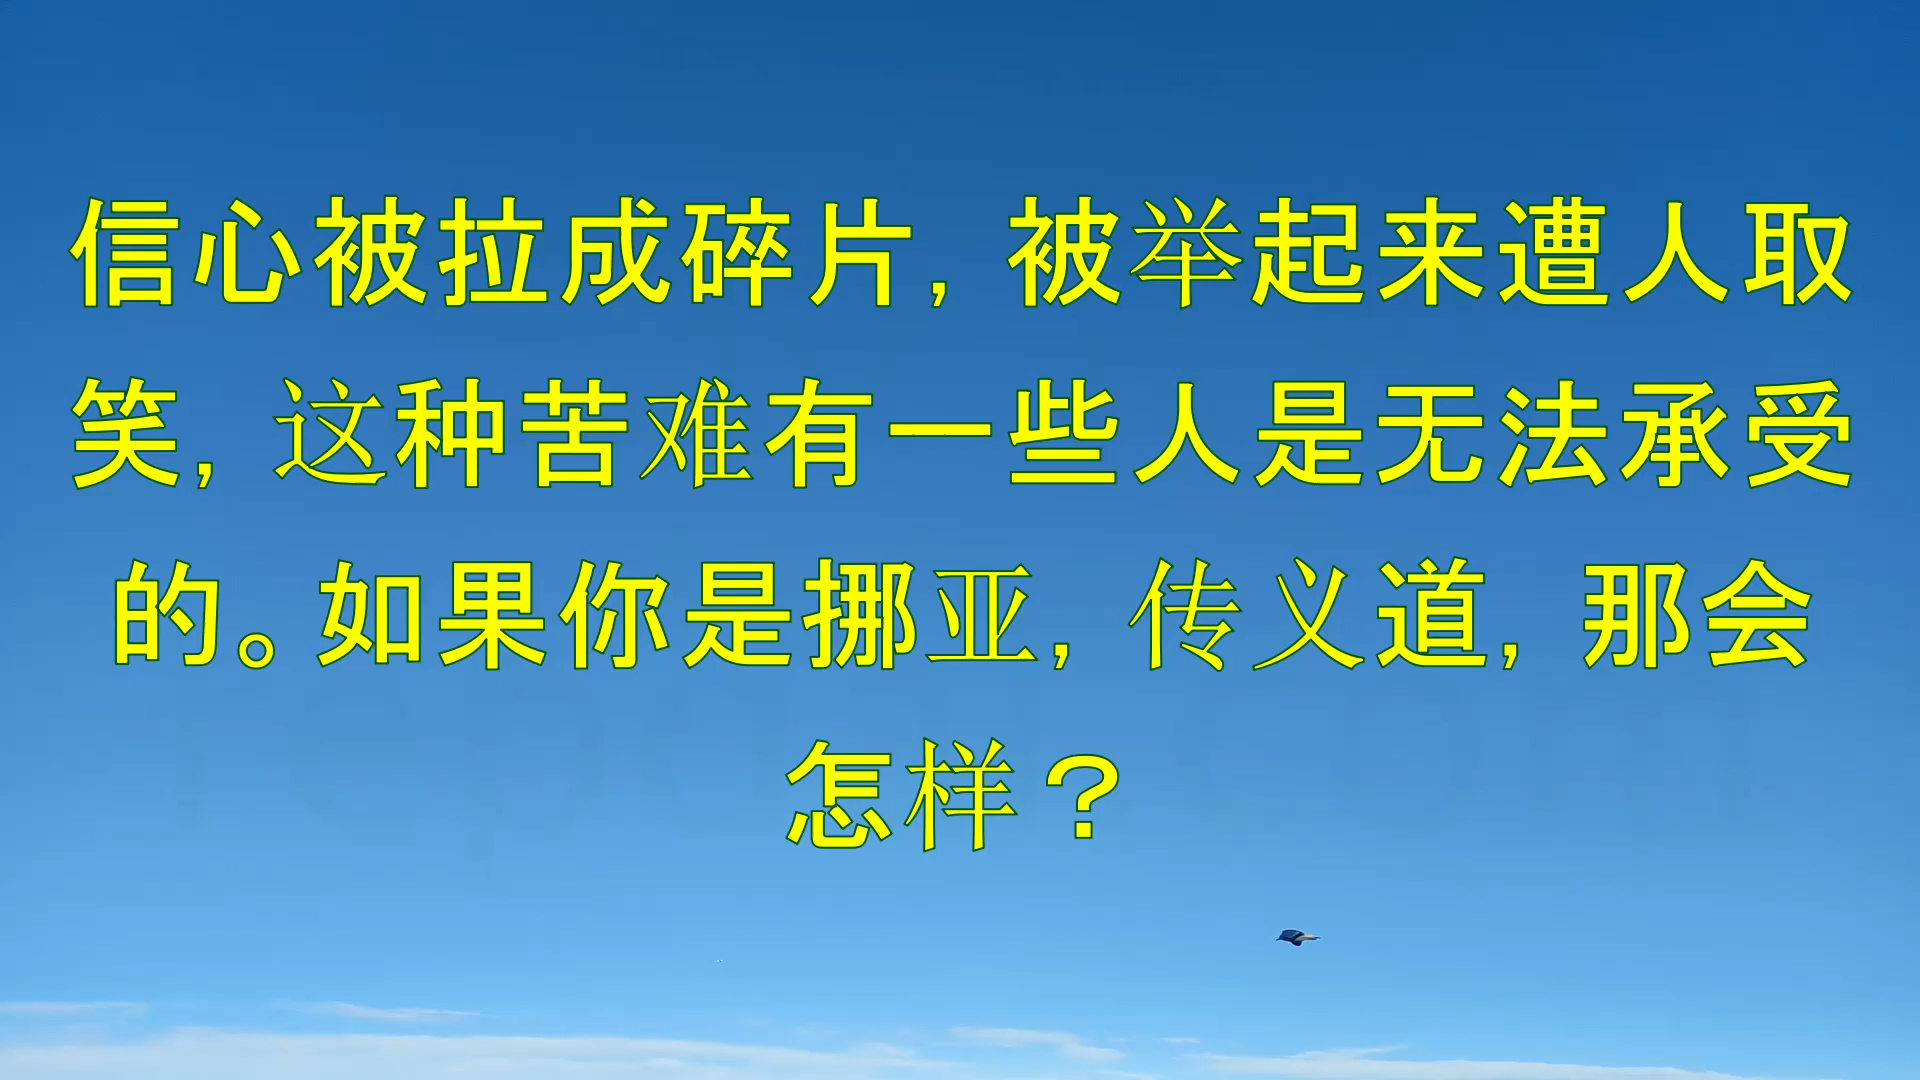 信心被拉成碎片，被举起来遭人取
笑，这种苦难有一些人是无法承受
的。如果你是挪亚，传义道，那会
怎样？